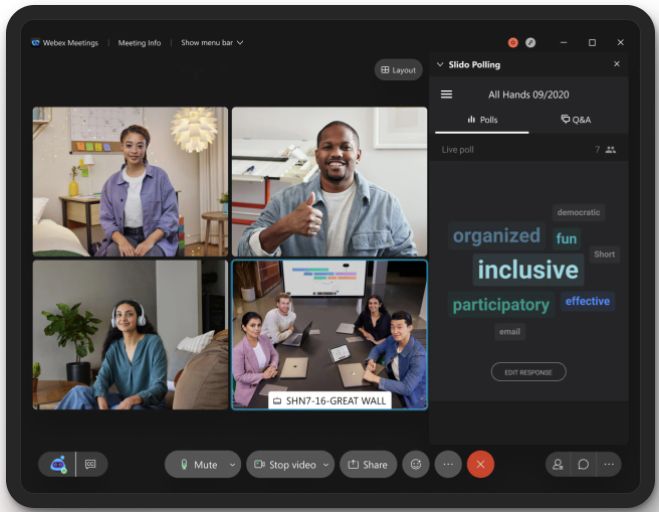 Webex Meetings
Meeting Info
Show menu bar
Layout
Slido Polling
All Hands 09/2020
Polls
Q&A
Live poll
7
democratic
organized
fun
Short
inclusive
participatory
effective
email
EDIT RESPONSE
SHN7-16-GREAT WALL
Mute
Stop video
Share